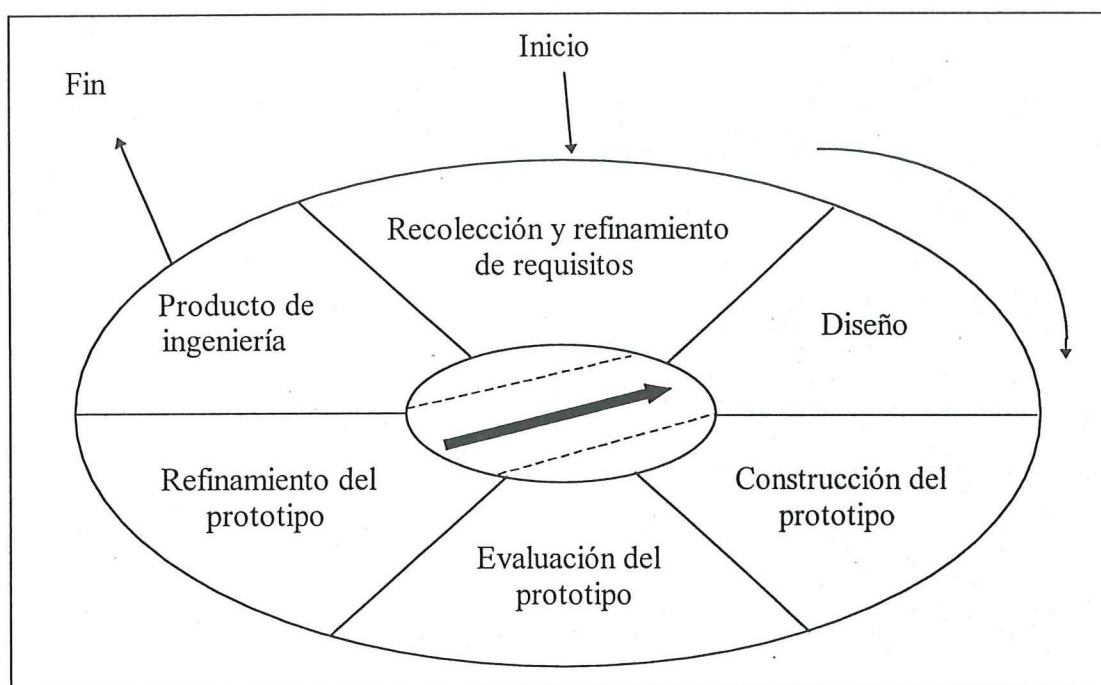 Inicio
Fin
Recolección y refinamiento
de requisitos
Producto de
ingeniería
Diseño
Refinamiento del
prototipo
Construcción del
prototipo
Evaluación del
prototipo